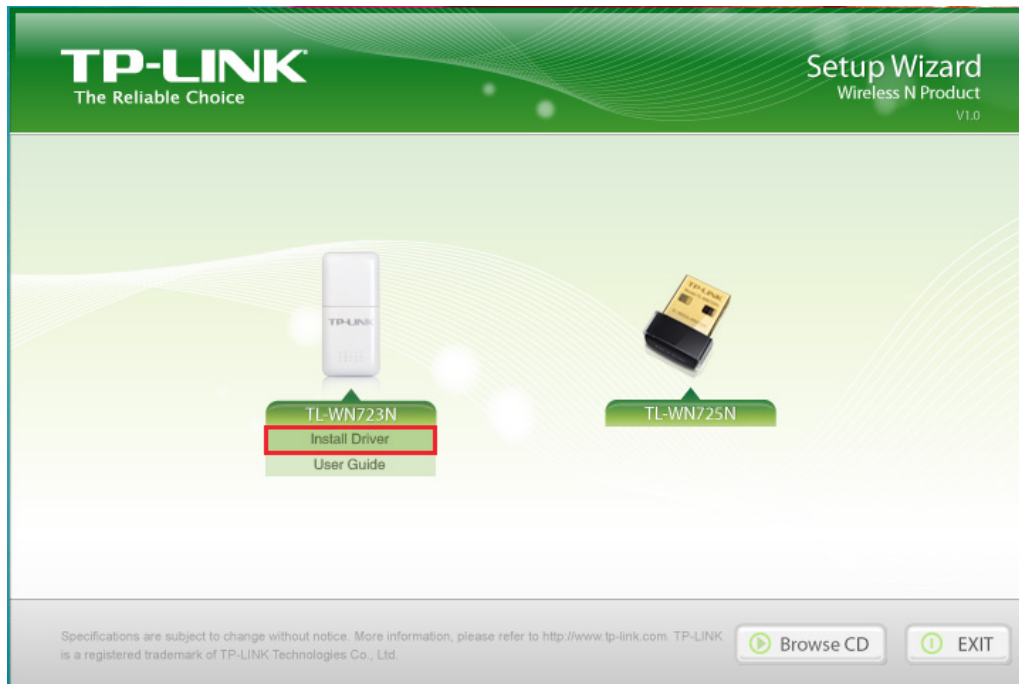 TP-LINK
The Reliable Choice
Setup Wizard
Wireless N Product
V1.0
TP-LINK
TP-LINK
TL-WN723N
Install Driver
User Guide
TL-WN725N
Specifications are subject to change without notice. More information, please refer to http://www.tp-link.com. TP-LINK
is a registered trademark of TP-LINK Technologies Co., Ltd.
Browse CD
EXIT